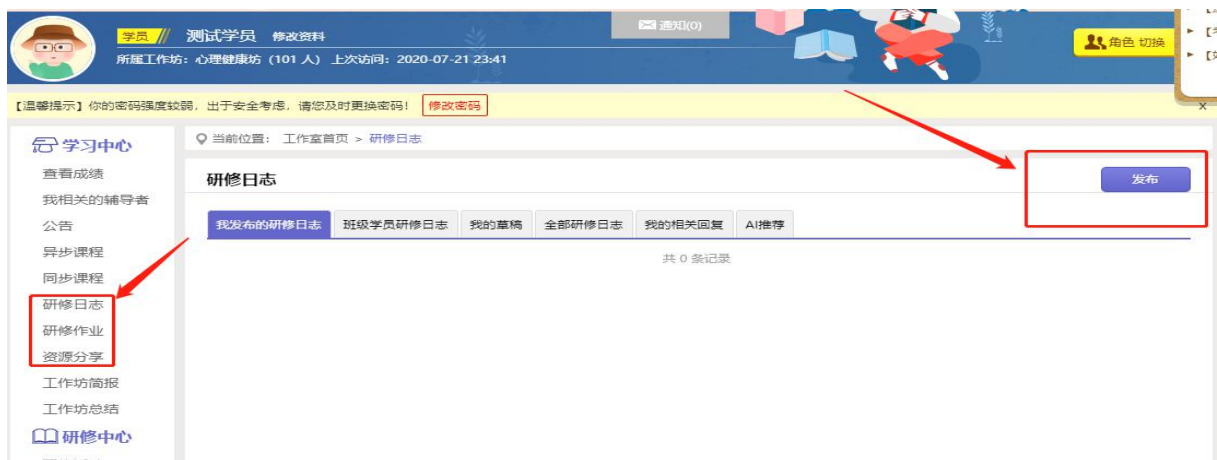 通知(0)
学员 测试学员 修改资料
角色 切换
所属工作坊：心理健康坊 (101 人) 上次访问：2020-07-21 23:41
【温馨提示】你的密码强度较弱，出于安全考虑，请您及时更换密码！ 修改密码
x
学习中心
当前位置： 工作室首页 > 研修日志
查看成绩
研修日志
发布
我相关的辅导者
公告
我发布的研修日志 班级学员研修日志 我的草稿 全部研修日志 我的相关回复 AI推荐
异步课程
共 0 条记录
同步课程
研修日志
研修作业
资源分享
工作坊简报
工作坊总结
研修中心